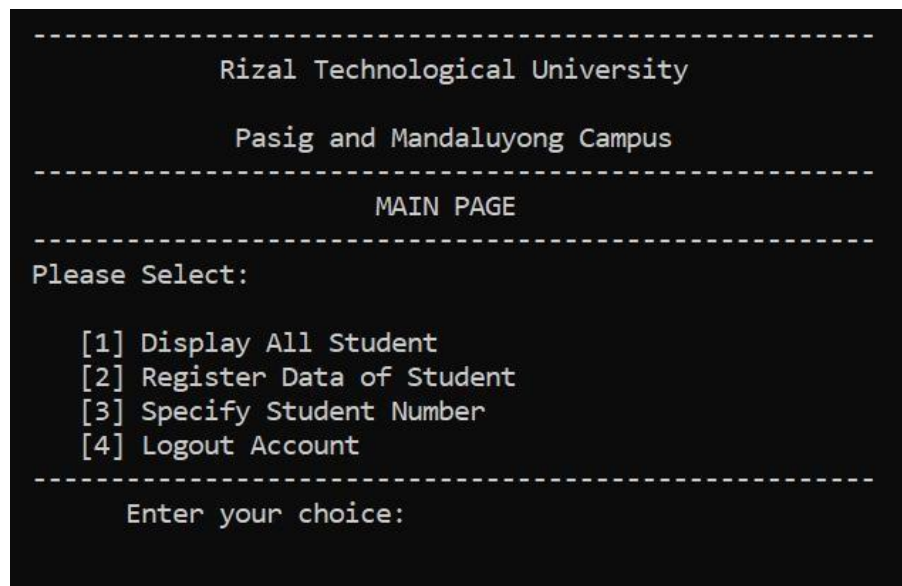 ------------------------------------------------------
Rizal Technological University
Pasig and Mandaluyong Campus
------------------------------------------------------
MAIN PAGE
------------------------------------------------------
Please Select:
[1] Display All Student
[2] Register Data of Student
[3] Specify Student Number
[4] Logout Account
------------------------------------------------------
Enter your choice: